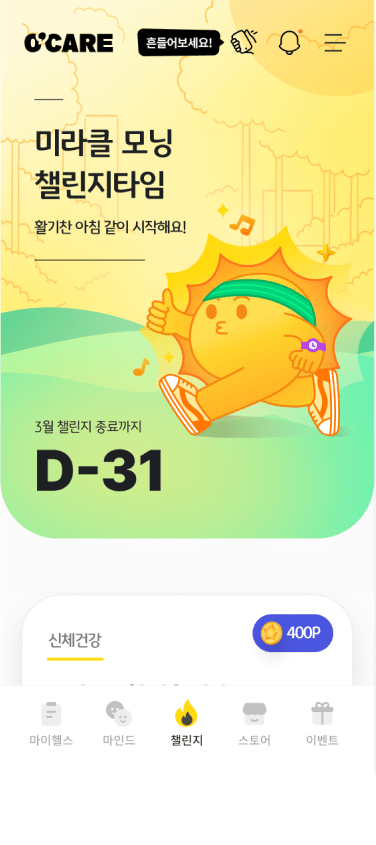 O'CARE
흔들어보세요!
미라클 모닝
챌린지타임
활기찬 아침 같이 시작해요!
3월 챌린지 종료까지
D-31
신체건강
400P
마이헬스
마인드
챌린지
스토어
이벤트